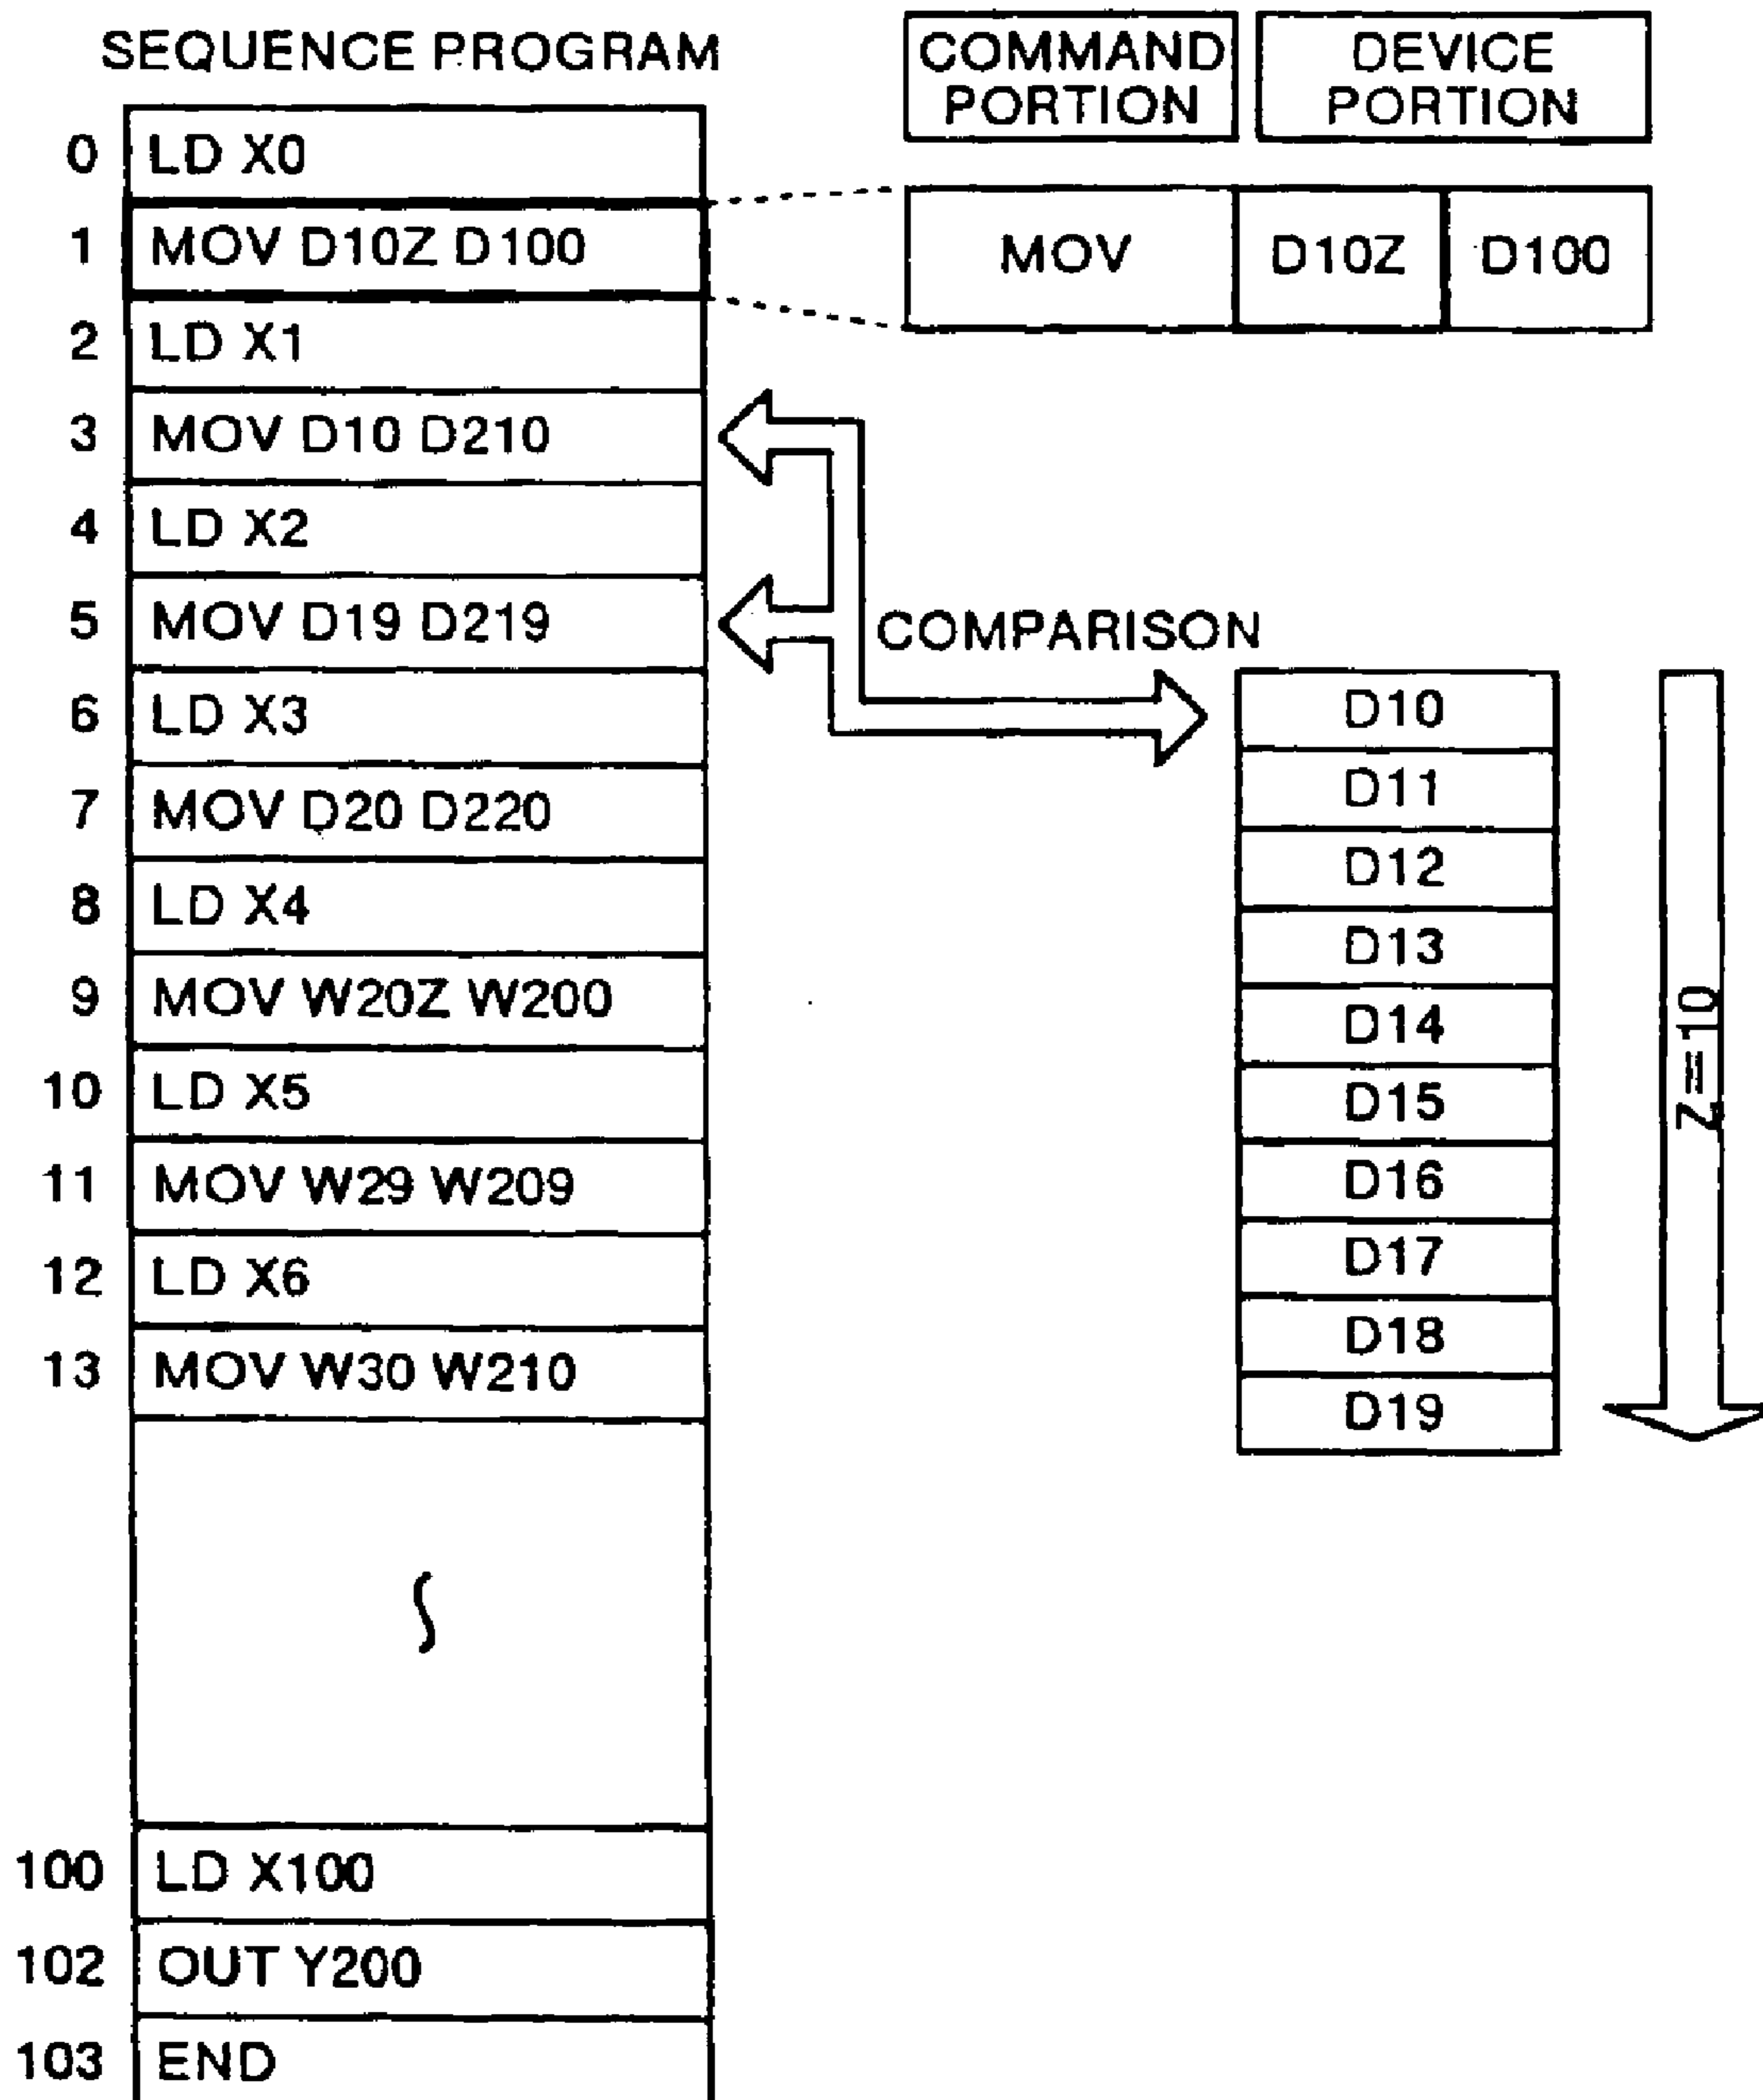 SEQUENCE PROGRAM
0 LD X0
1 MOV D10Z D100
2 LD X1
3 MOV D10 D210
4 LD X2
5 MOV D19 D219
6 LD X3
7 MOV D20 D220
8 LD X4
9 MOV W20Z W200
10 LD X5
11 MOV W29 W209
12 LD X6
13 MOV W30 W210
100 LD X100
102 OUT Y200
103 END
COMMAND
PORTION
DEVICE
PORTION
MOV D10Z D100
COMPARISON
D10
D11
D12
D13
D14
D15
D16
D17
D18
D19
Z=10